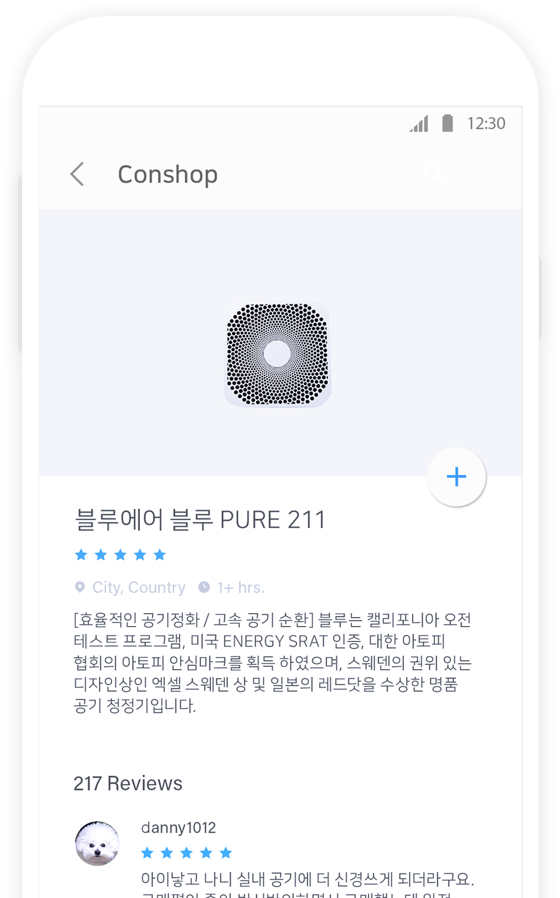 12:30
Conshop
블루에어 블루 PURE 211
City, Country 1+ hrs.
[효율적인 공기정화 / 고속 공기 순환] 블루는 캘리포니아 오전
테스트 프로그램, 미국 ENERGY SRAT 인증, 대한 아토피
협회의 아토피 안심마크를 획득 하였으며, 스웨덴의 권위 있는
디자인상인 엑셀 스웨덴 상 및 일본의 레드닷을 수상한 명품
공기 청정기입니다.
217 Reviews
danny1012
아이낳고 나니 실내 공기에 더 신경쓰게 되더라구요.